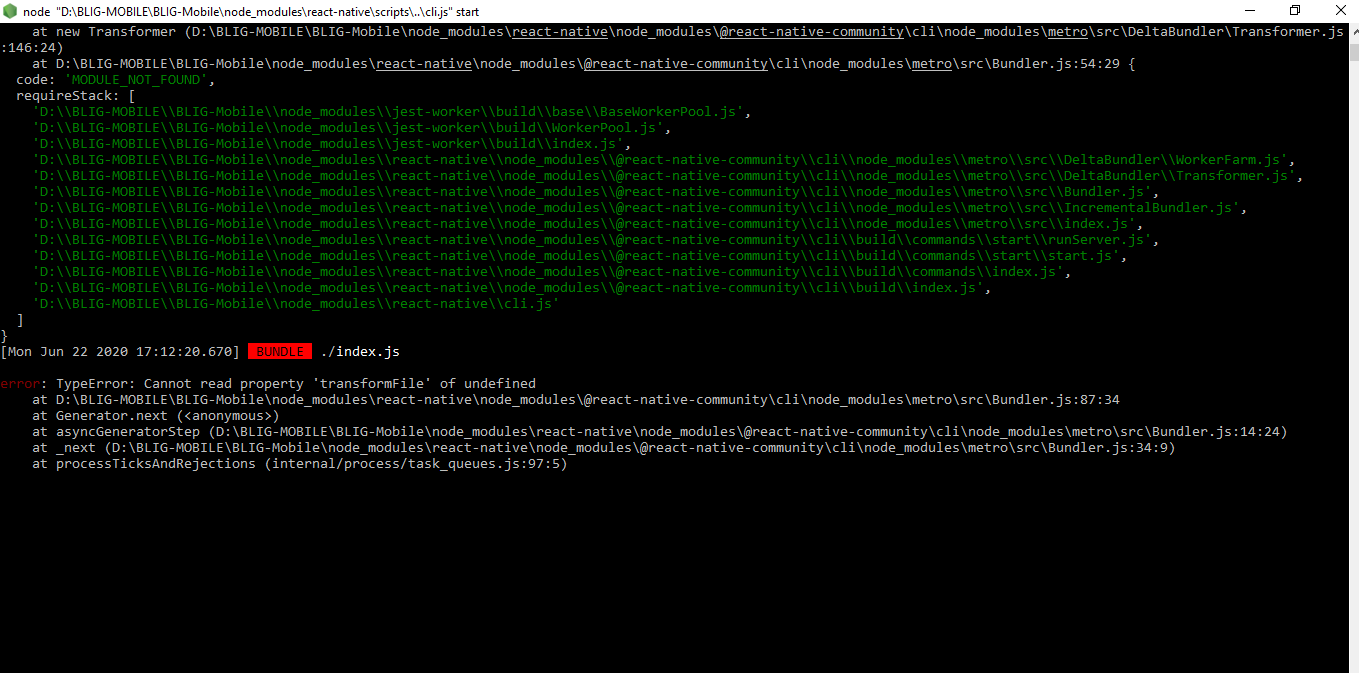 node "D:\BLIG-MOBILE\BLIG-Mobile\node_modules\react-native\scripts\..\cli.js" start
    at new Transformer (D:\BLIG-MOBILE\BLIG-Mobile\node_modules\react-native\node_modules\@react-native-community\cli\node_modules\metro\src\DeltaBundler\Transformer.js
:146:24)
    at D:\BLIG-MOBILE\BLIG-Mobile\node_modules\react-native\node_modules\@react-native-community\cli\node_modules\metro\src\Bundler.js:54:29 {
  code: 'MODULE_NOT_FOUND',
  requireStack: [
    'D:\\BLIG-MOBILE\\BLIG-Mobile\\node_modules\\jest-worker\\build\\base\\BaseWorkerPool.js',
    'D:\\BLIG-MOBILE\\BLIG-Mobile\\node_modules\\jest-worker\\build\\WorkerPool.js',
    'D:\\BLIG-MOBILE\\BLIG-Mobile\\node_modules\\jest-worker\\build\\index.js',
    'D:\\BLIG-MOBILE\\BLIG-Mobile\\node_modules\\react-native\\node_modules\\@react-native-community\\cli\\node_modules\\metro\\src\\DeltaBundler\\WorkerFarm.js',
    'D:\\BLIG-MOBILE\\BLIG-Mobile\\node_modules\\react-native\\node_modules\\@react-native-community\\cli\\node_modules\\metro\\src\\DeltaBundler\\Transformer.js',
    'D:\\BLIG-MOBILE\\BLIG-Mobile\\node_modules\\react-native\\node_modules\\@react-native-community\\cli\\node_modules\\metro\\src\\Bundler.js',
    'D:\\BLIG-MOBILE\\BLIG-Mobile\\node_modules\\react-native\\node_modules\\@react-native-community\\cli\\node_modules\\metro\\src\\IncrementalBundler.js',
    'D:\\BLIG-MOBILE\\BLIG-Mobile\\node_modules\\react-native\\node_modules\\@react-native-community\\cli\\node_modules\\metro\\src\\index.js',
    'D:\\BLIG-MOBILE\\BLIG-Mobile\\node_modules\\react-native\\node_modules\\@react-native-community\\cli\\build\\commands\\start\\runServer.js',
    'D:\\BLIG-MOBILE\\BLIG-Mobile\\node_modules\\react-native\\node_modules\\@react-native-community\\cli\\build\\commands\\start\\start.js',
    'D:\\BLIG-MOBILE\\BLIG-Mobile\\node_modules\\react-native\\node_modules\\@react-native-community\\cli\\build\\commands\\index.js',
    'D:\\BLIG-MOBILE\\BLIG-Mobile\\node_modules\\react-native\\node_modules\\@react-native-community\\cli\\build\\index.js',
    'D:\\BLIG-MOBILE\\BLIG-Mobile\\node_modules\\react-native\\cli.js'
  ]
}
[Mon Jun 22 2020 17:12:20.670]  BUNDLE  ./index.js
error: TypeError: Cannot read property 'transformFile' of undefined
    at D:\BLIG-MOBILE\BLIG-Mobile\node_modules\react-native\node_modules\@react-native-community\cli\node_modules\metro\src\Bundler.js:87:34
    at Generator.next (<anonymous>)
    at asyncGeneratorStep (D:\BLIG-MOBILE\BLIG-Mobile\node_modules\react-native\node_modules\@react-native-community\cli\node_modules\metro\src\Bundler.js:14:24)
    at _next (D:\BLIG-MOBILE\BLIG-Mobile\node_modules\react-native\node_modules\@react-native-community\cli\node_modules\metro\src\Bundler.js:34:9)
    at processTicksAndRejections (internal/process/task_queues.js:97:5)